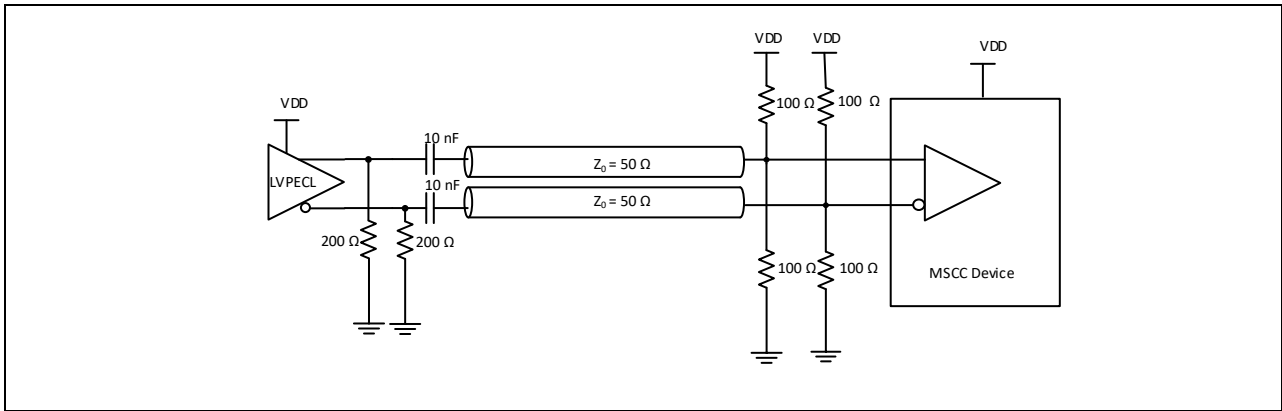 VDD
VDD
VDD
VDD
100 Ω
100 Ω
10 nF
Z0 = 50 Ω
LVPECL
10 nF
Z0 = 50 Ω
200 Ω
200 Ω
100 Ω
100 Ω
MSCC Device